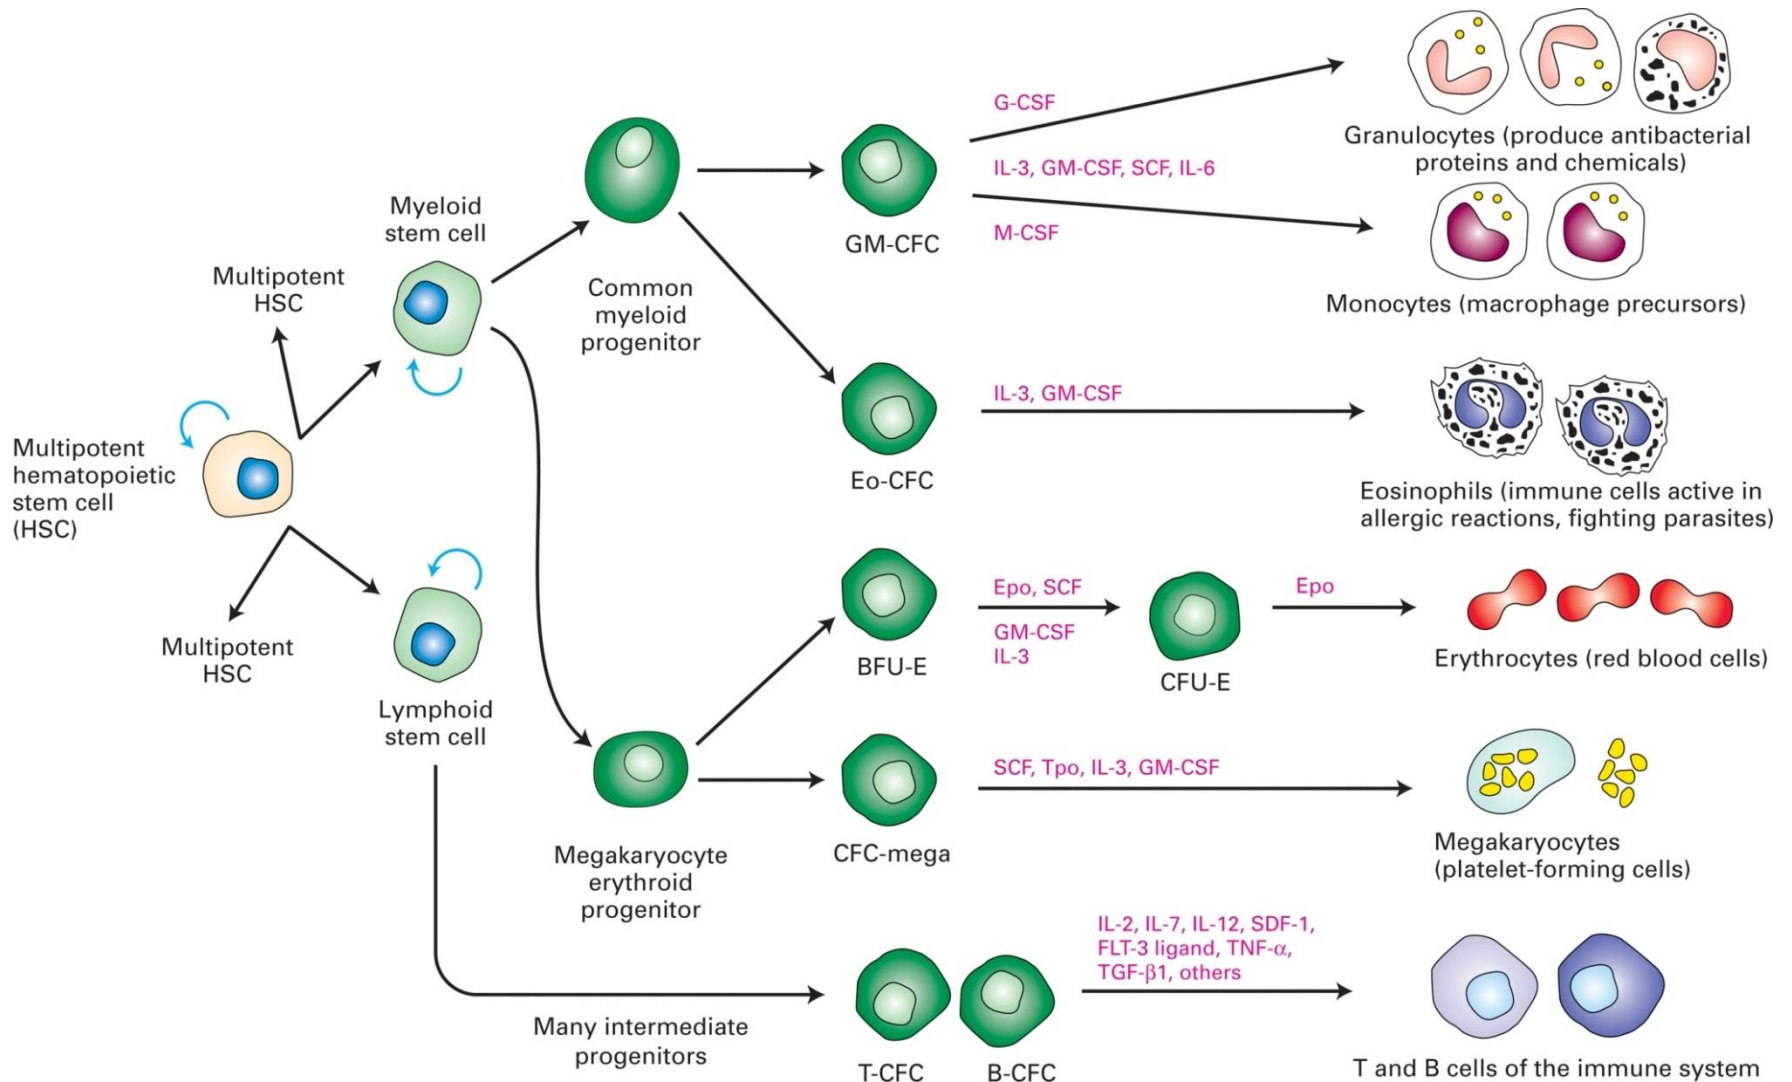 Multipotent
hematopoietic
stem cell
(HSC)
Multipotent
HSC
Multipotent
HSC
Myeloid
stem cell
Lymphoid
stem cell
Common
myeloid
progenitor
Megakaryocyte
erythroid
progenitor
Many intermediate
progenitors
GM-CFC
G-CSF
IL-3, GM-CSF, SCF, IL-6
M-CSF
Granulocytes (produce antibacterial
proteins and chemicals)
Monocytes (macrophage precursors)
Eo-CFC
IL-3, GM-CSF
Eosinophils (immune cells active in
allergic reactions, fighting parasites)
BFU-E
Epo, SCF
GM-CSF
IL-3
CFU-E
Epo
Erythrocytes (red blood cells)
CFC-mega
SCF, Tpo, IL-3, GM-CSF
Megakaryocytes
(platelet-forming cells)
T-CFC
B-CFC
IL-2, IL-7, IL-12, SDF-1,
FLT-3 ligand, TNF-α,
TGF-β1, others
T and B cells of the immune system